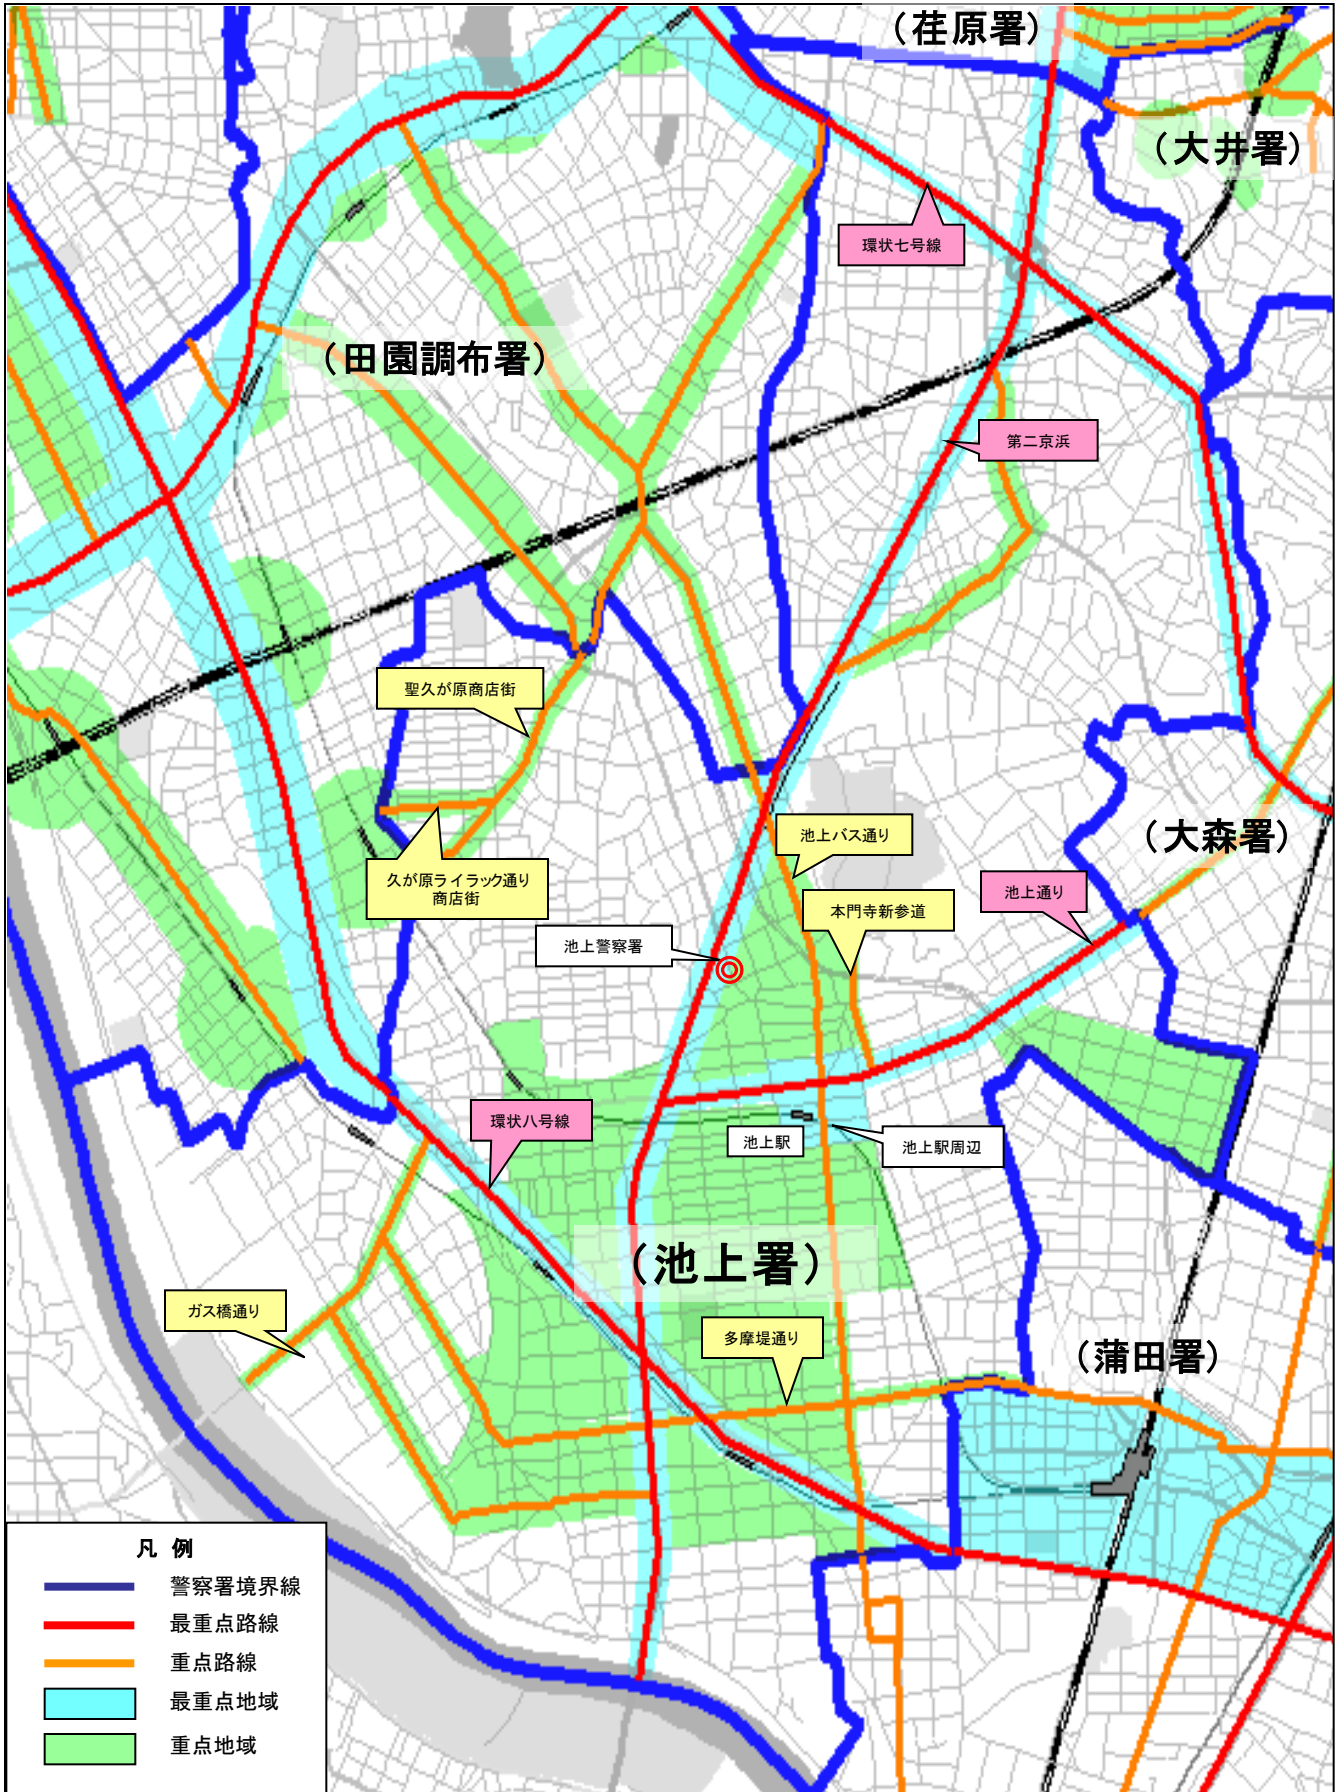 （荏原署）
（大井署）
環状七号線
（田園調布署）
第二京浜
聖久が原商店街
池上バス通り
（大森署）
久が原ライラック通り
商店街
池上通り
本門寺新参道
池上警察署
環状八号線
池上駅
池上駅周辺
（池上署）
ガス橋通り
多摩堤通り
（蒲田署）
凡 例
警察署境界線
最重点路線
重点路線
最重点地域
重点地域